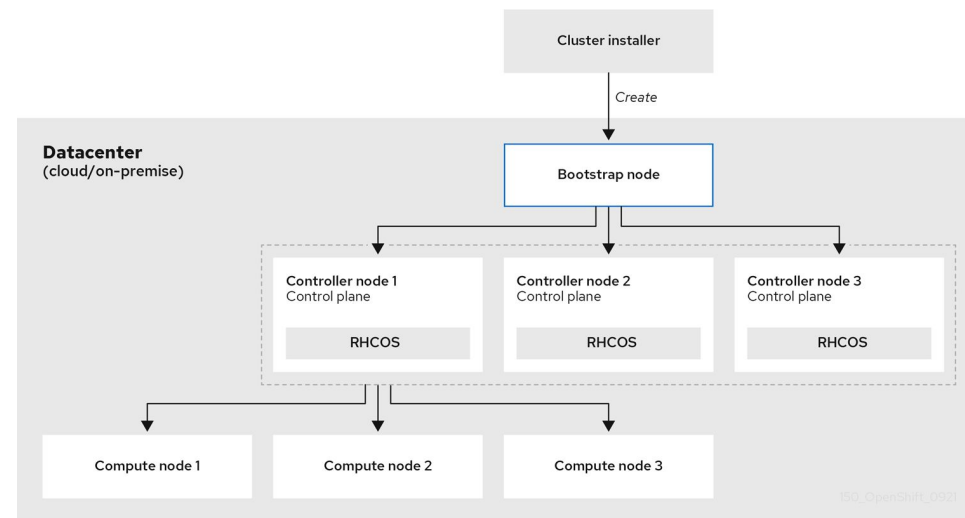 Cluster installer
Create
Datacenter
(cloud/on-premise)
Bootstrap node
Controller node 1
Control plane
RHCOS
Controller node 2
Control plane
RHCOS
Controller node 3
Control plane
RHCOS
Compute node 1
Compute node 2
Compute node 3
150_OpenShift_0921